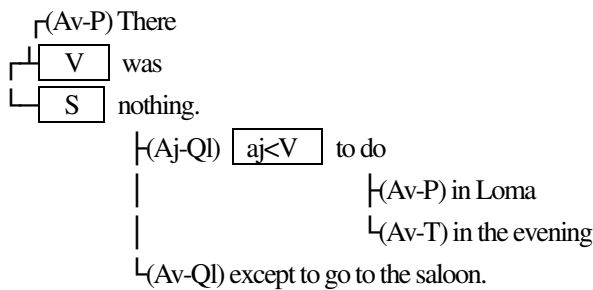 (Av-P) There
V was
S nothing.
(Aj-Ql) aj<V to do
(Av-P) in Loma
(Av-T) in the evening
(Av-Ql) except to go to the saloon.